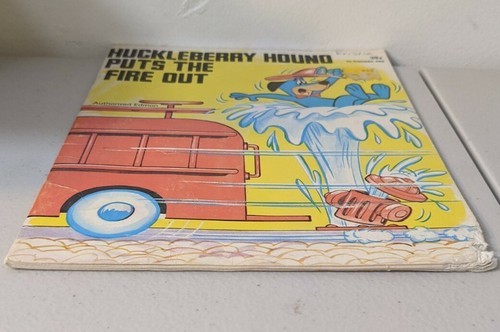 HUCKLEBERRY HOUND
PUTS THE
FIRE OUT